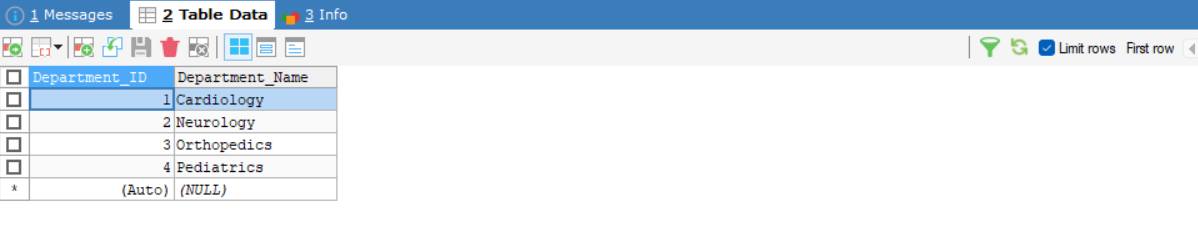 1 Messages 2 Table Data 3 Info
Limit rows First row
Department_ID Department_Name
1 Cardiology
2 Neurology
3 Orthopedics
4 Pediatrics
* (Auto) (NULL)